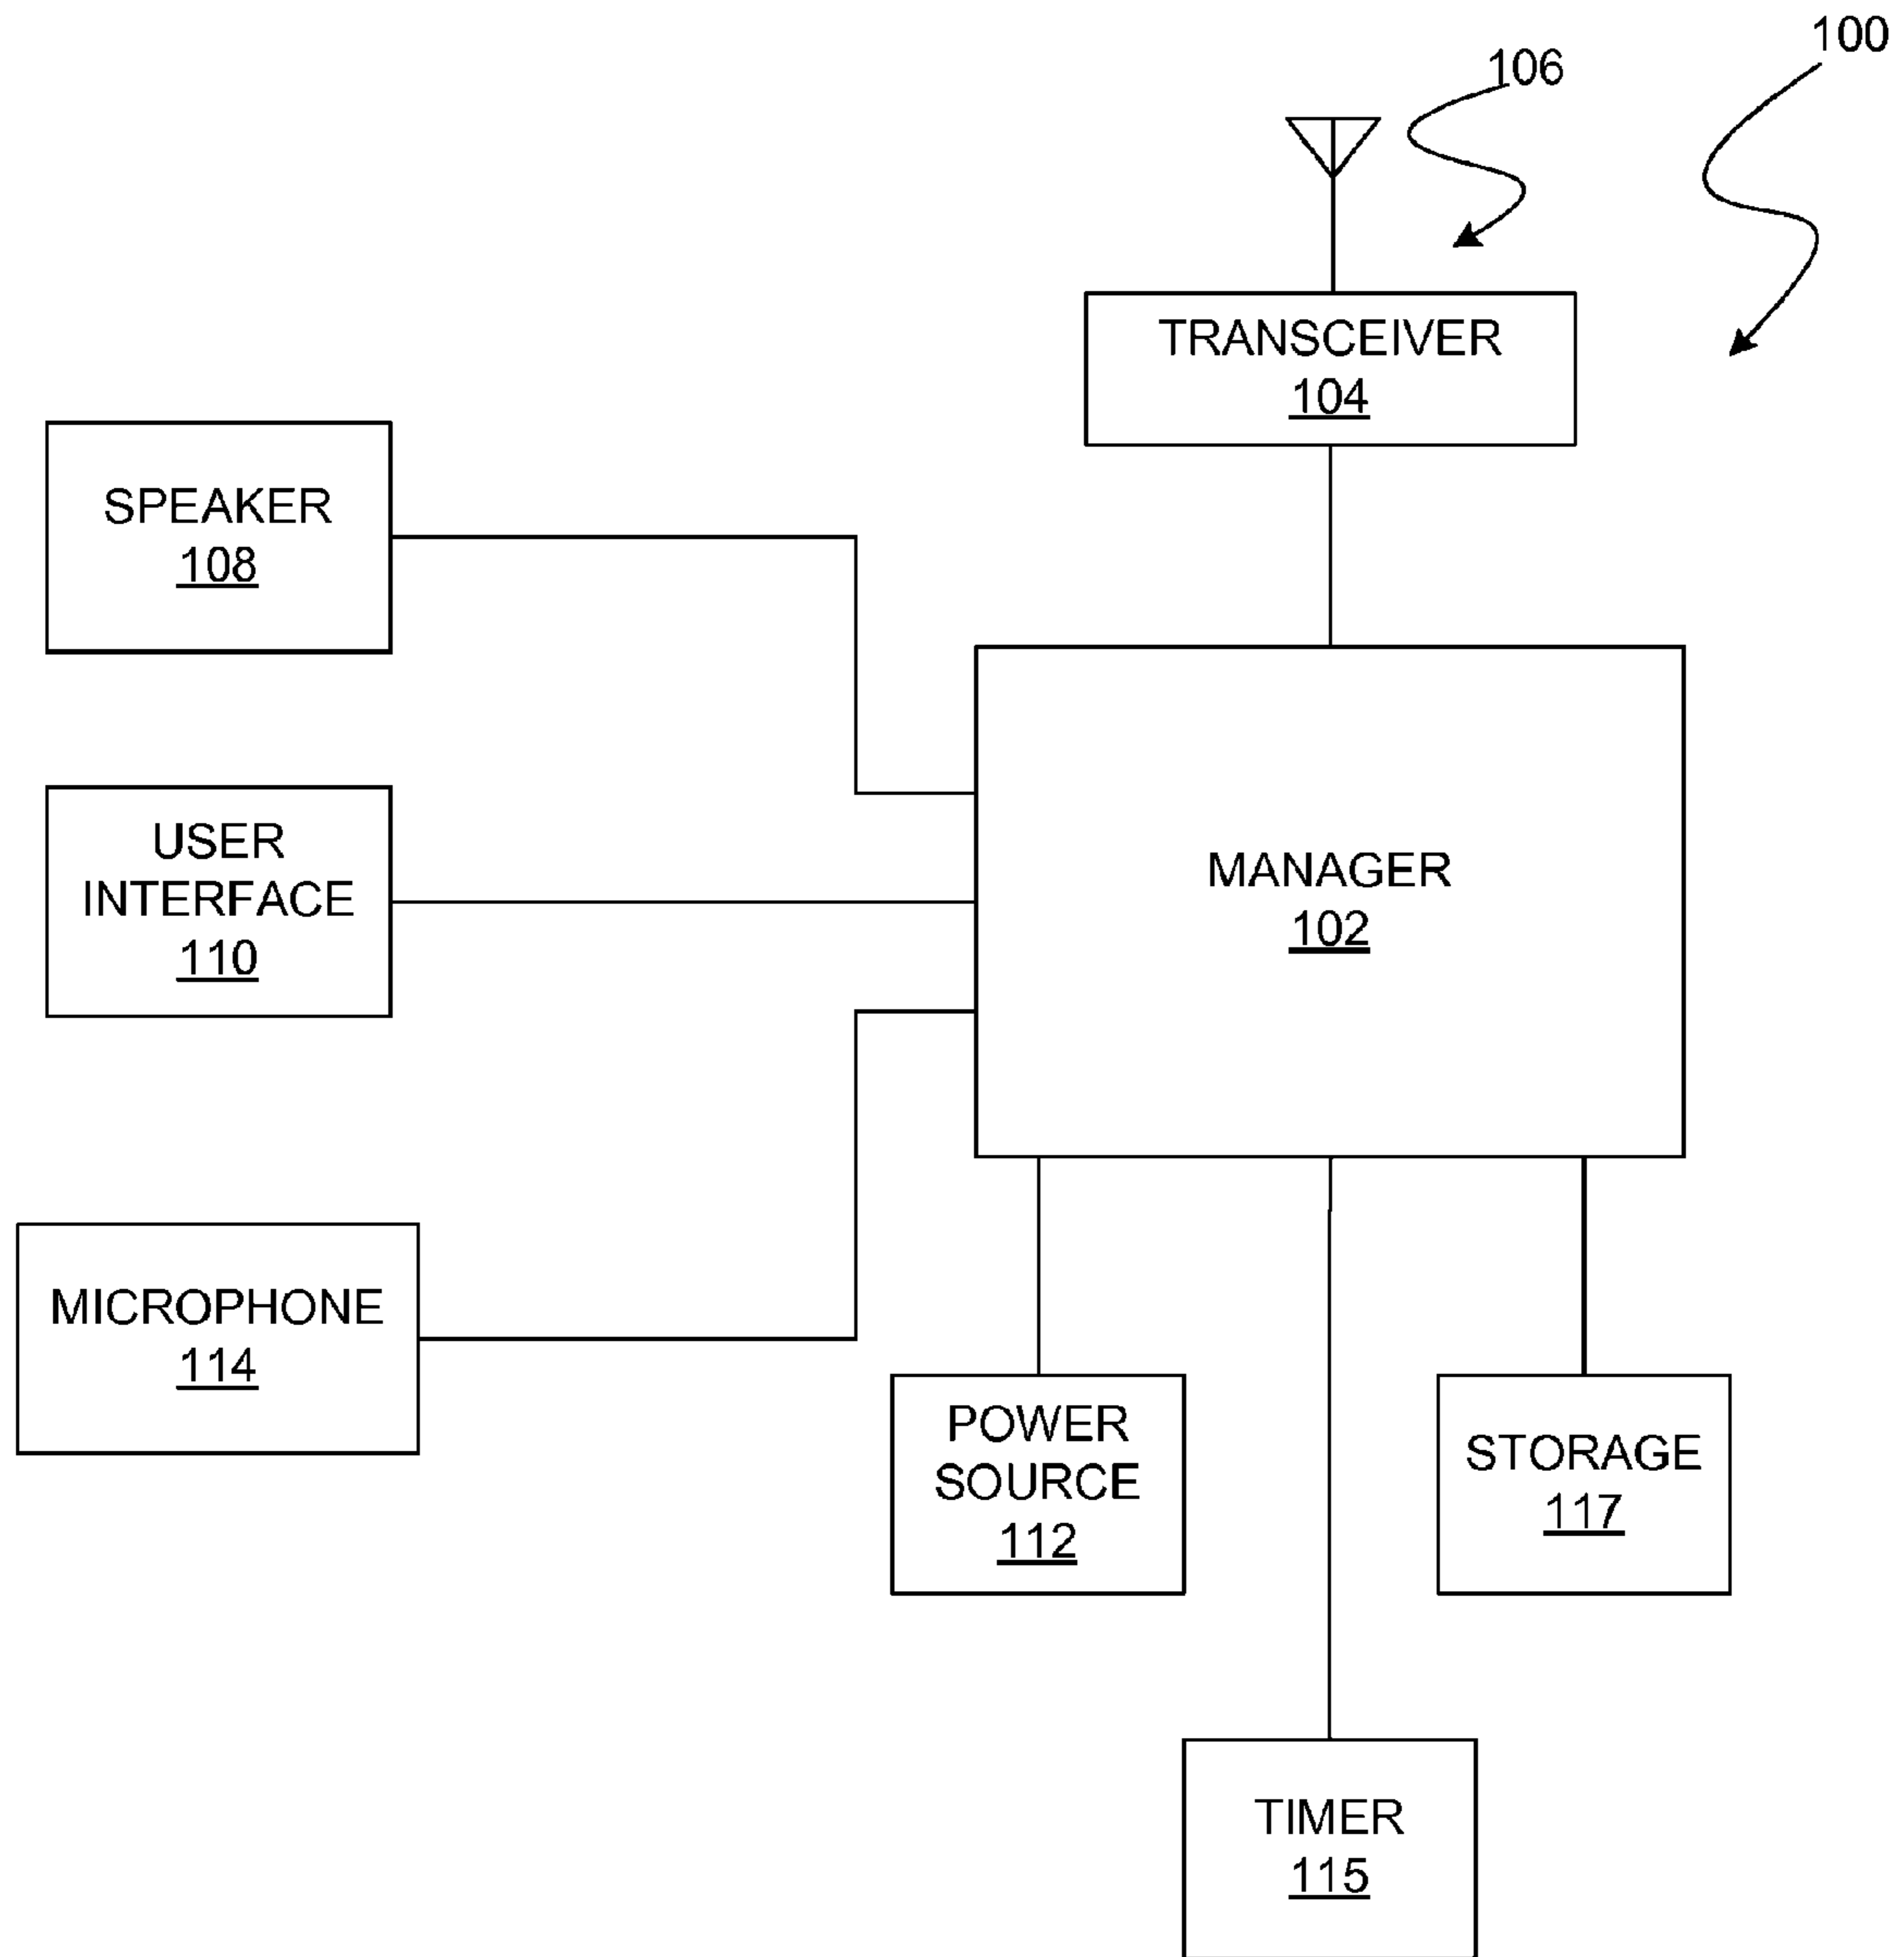 100
106
TRANSCEIVER
104
SPEAKER
108
USER
INTERFACE
110
MANAGER
102
MICROPHONE
114
POWER
SOURCE
112
STORAGE
117
TIMER
115